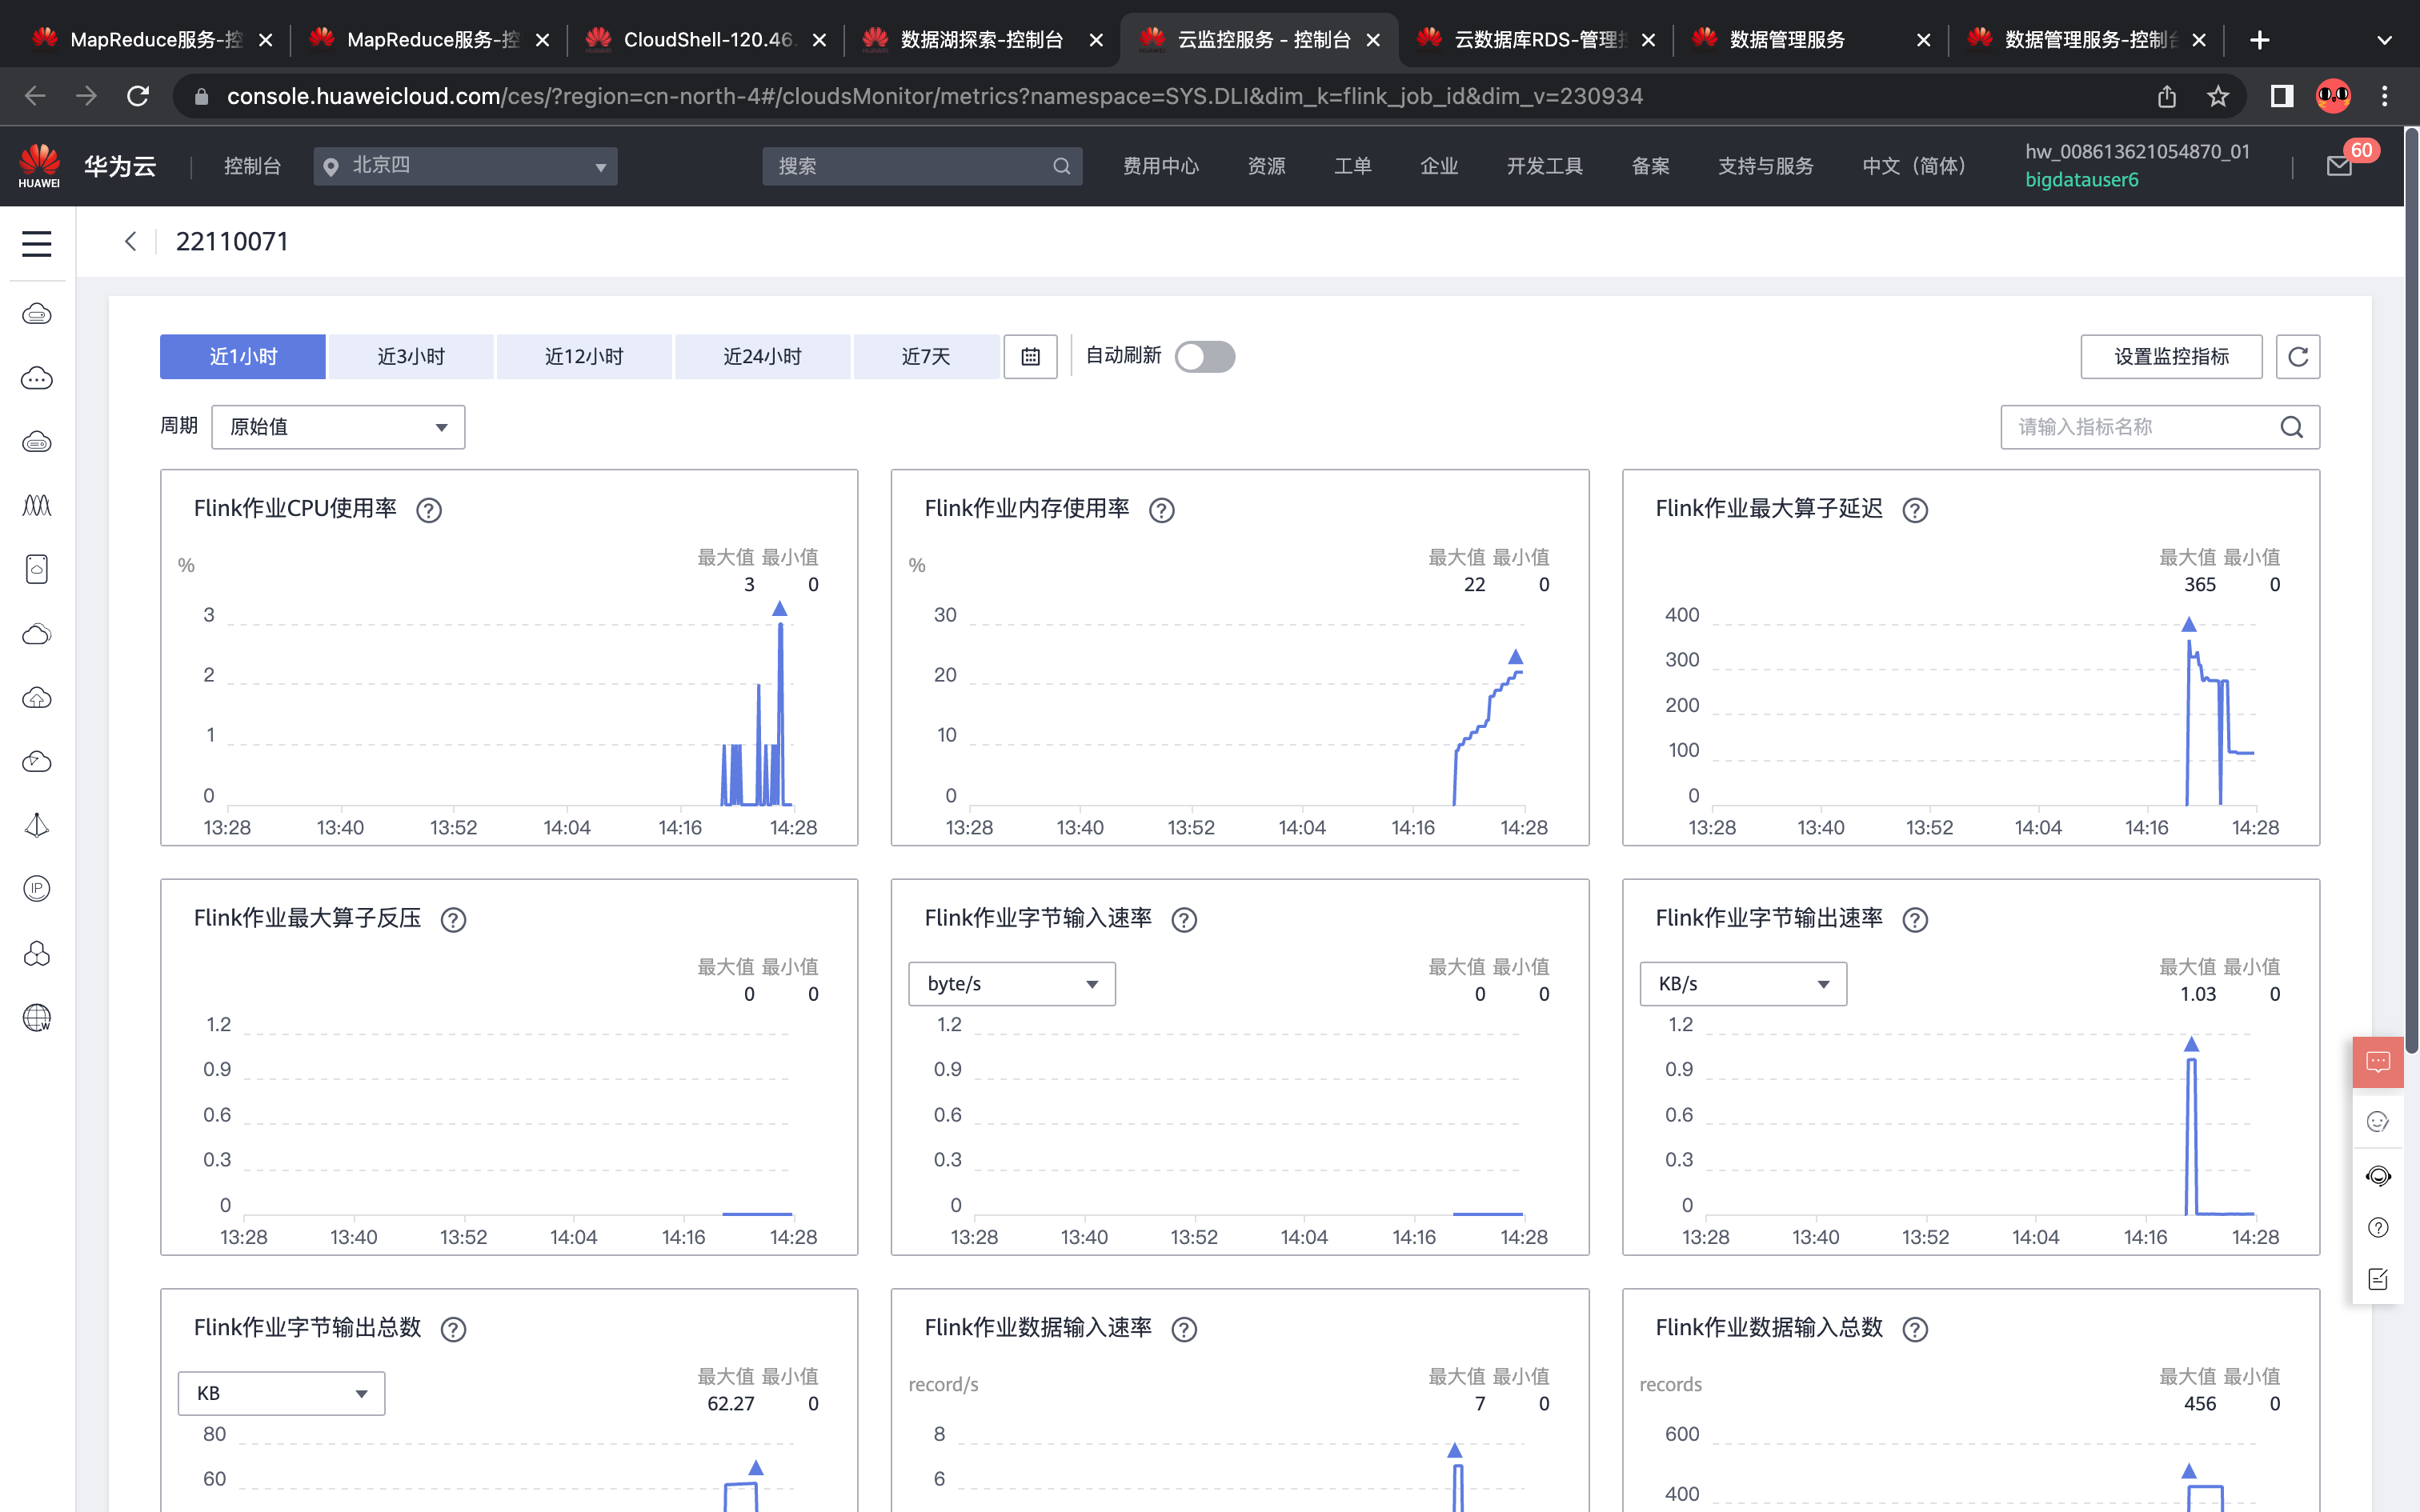 MapReduce服务-控
MapReduce服务-控
CloudShell-120.46.
数据湖探索-控制台
云监控服务 - 控制台
云数据库RDS-管理控
数据管理服务
数据管理服务-控制台
console.huaweicloud.com/ces/?region=cn-north-4#/cloudsMonitor/metrics?namespace=SYS.DLI&dim_k=flink_job_id&dim_v=230934
HUAWEI
华为云
控制台
北京四
搜索
费用中心
资源
工单
企业
开发工具
备案
支持与服务
中文（简体）
hw_008613621054870_01
bigdatauser6
60
22110071
近1小时
近3小时
近12小时
近24小时
近7天
自动刷新
设置监控指标
周期
原始值
请输入指标名称
Flink作业CPU使用率
%
最大值 最小值
3 0
3
2
1
0
13:28 13:40 13:52 14:04 14:16 14:28
Flink作业内存使用率
%
最大值 最小值
22 0
30
20
10
0
13:28 13:40 13:52 14:04 14:16 14:28
Flink作业最大算子延迟
最大值 最小值
365 0
400
300
200
100
0
13:28 13:40 13:52 14:04 14:16 14:28
Flink作业最大算子反压
最大值 最小值
0 0
1.2
0.9
0.6
0.3
0
13:28 13:40 13:52 14:04 14:16 14:28
Flink作业字节输入速率
byte/s
最大值 最小值
0 0
1.2
0.9
0.6
0.3
0
13:28 13:40 13:52 14:04 14:16 14:28
Flink作业字节输出速率
KB/s
最大值 最小值
1.03 0
1.2
0.9
0.6
0.3
0
13:28 13:40 13:52 14:04 14:16 14:28
Flink作业字节输出总数
KB
最大值 最小值
62.27 0
80
60
Flink作业数据输入速率
record/s
最大值 最小值
7 0
8
6
Flink作业数据输入总数
records
最大值 最小值
456 0
600
400
IP
W